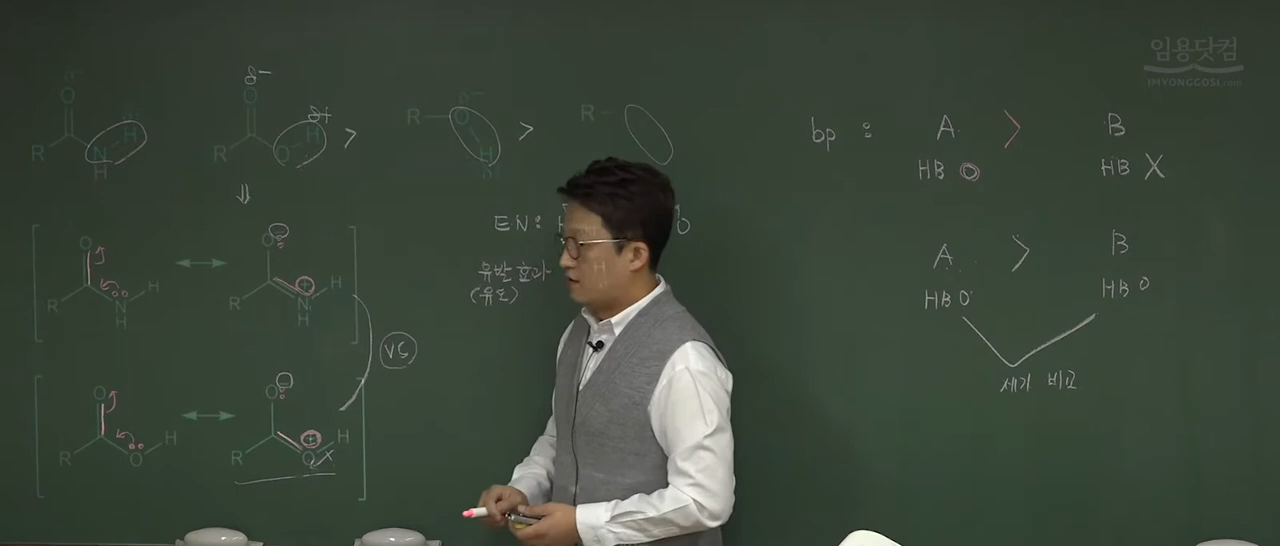 임용닷컴
IMYONGGOSI.com
δ-
O
R
N
H
H
δ-
O
δ+
R
O
H
>
R
δ-
O
H
>
R
⇓
bp : A > B
HB O HB X
A > B
HB O HB O
세기 비교
EN:
유발효과
(유도)
O
R
N
H
H
↔
O
R
+
N
H
H
VS
O
R
O
H
↔
O
R
+
O
H
X